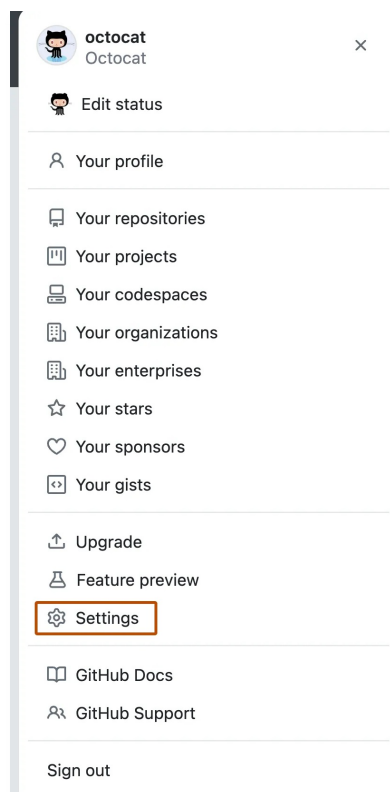 octocat
Octocat
Edit status
Your profile
Your repositories
Your projects
Your codespaces
Your organizations
Your enterprises
Your stars
Your sponsors
Your gists
Upgrade
Feature preview
Settings
GitHub Docs
GitHub Support
Sign out